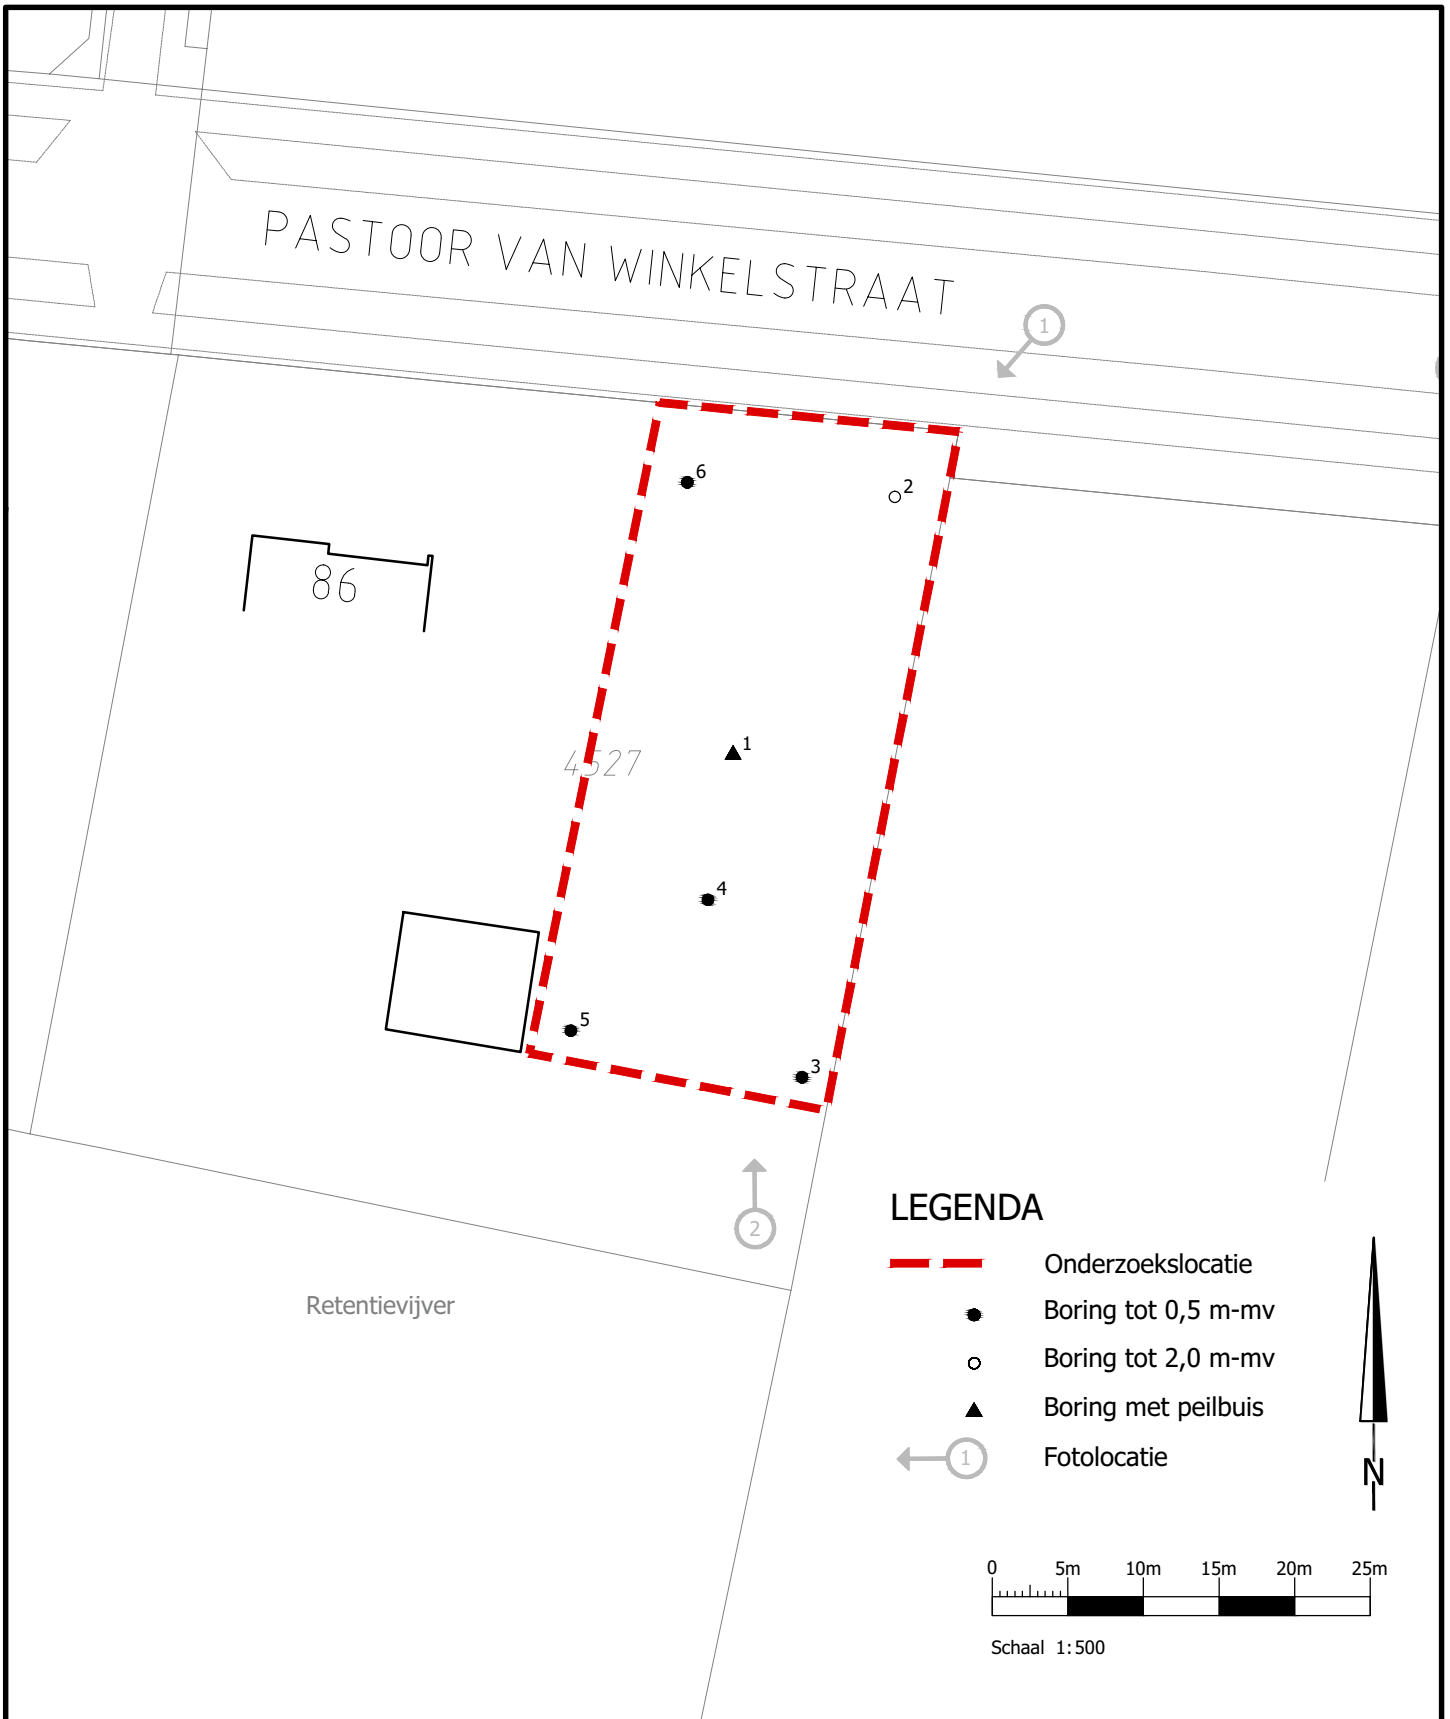 PASTOOR VAN WINKELSTRAAT
1
6
2
86
1
4527
4
5
3
2
LEGENDA
Onderzoekslocatie
Retentievijver
Boring tot 0,5 m-mv
Boring tot 2,0 m-mv
Boring met peilbuis
1 Fotolocatie
N
0 5m 10m 15m 20m 25m
Schaal 1:500